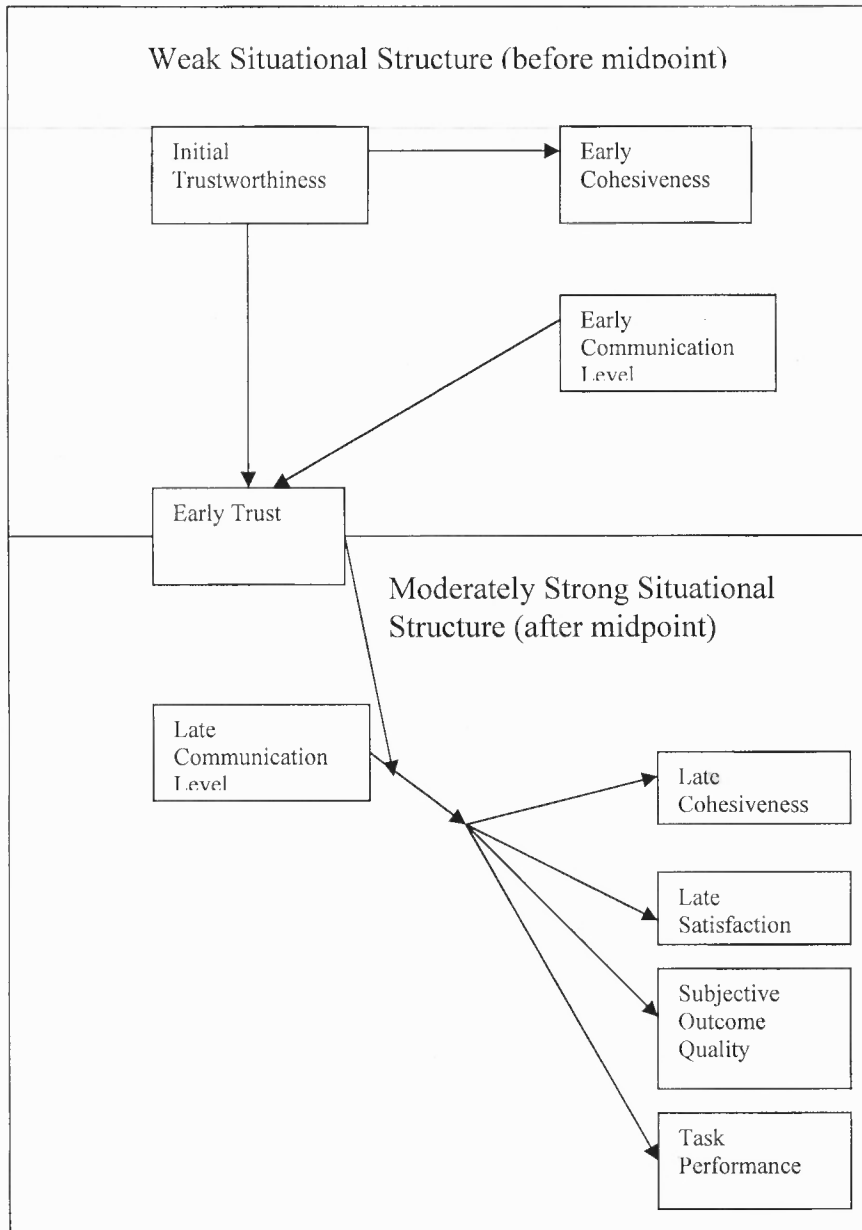 Weak Situational Structure (before midpoint)
Initial
Trustworthiness
Early
Cohesiveness
Early
Communication
Level
Early Trust
Moderately Strong Situational
Structure (after midpoint)
Late
Communication
Level
Late
Cohesiveness
Late
Satisfaction
Subjective
Outcome
Quality
Task
Performance